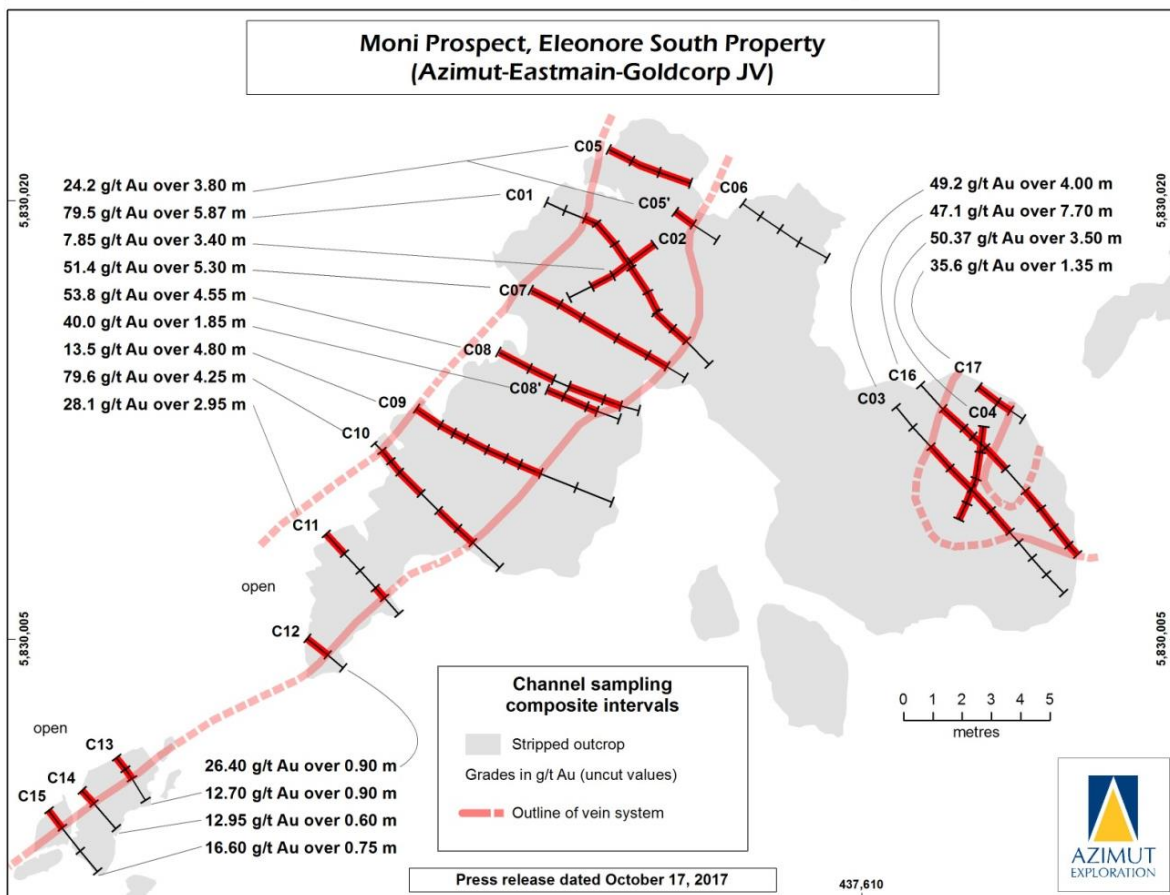 Moni Prospect, Eleonore South Property
(Azimut-Eastmain-Goldcorp JV)
5,830,020
5,830,020
24.2 g/t Au over 3.80 m
79.5 g/t Au over 5.87 m
7.85 g/t Au over 3.40 m
51.4 g/t Au over 5.30 m
53.8 g/t Au over 4.55 m
40.0 g/t Au over 1.85 m
13.5 g/t Au over 4.80 m
79.6 g/t Au over 4.25 m
28.1 g/t Au over 2.95 m
49.2 g/t Au over 4.00 m
47.1 g/t Au over 7.70 m
50.37 g/t Au over 3.50 m
35.6 g/t Au over 1.35 m
C05
C01
C05'
C06
C02
C07
C08
C08'
C09
C10
C11
C12
C16
C17
C03
C04
open
open
5,830,005
5,830,005
C13
C14
C15
26.40 g/t Au over 0.90 m
12.70 g/t Au over 0.90 m
12.95 g/t Au over 0.60 m
16.60 g/t Au over 0.75 m
Channel sampling
composite intervals
Stripped outcrop
Grades in g/t Au (uncut values)
Outline of vein system
0 1 2 3 4 5
metres
Press release dated October 17, 2017
437,610
AZIMUT
EXPLORATION